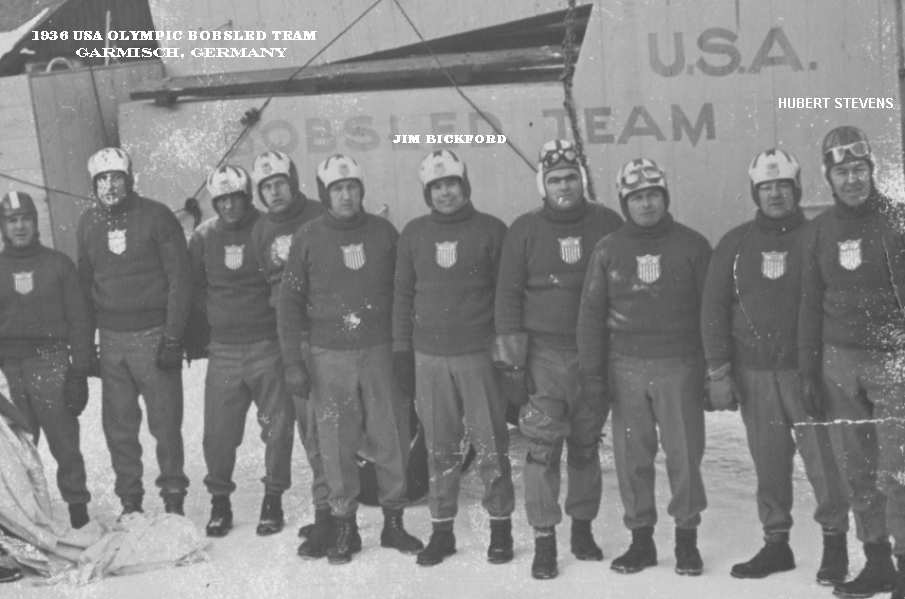 1936 USA OLYMPIC BOBSLED TEAM
GARMISCH, GERMANY
U.S.A.
BOBSLED TEAM
HUBERT STEVENS
JIM BICKFORD